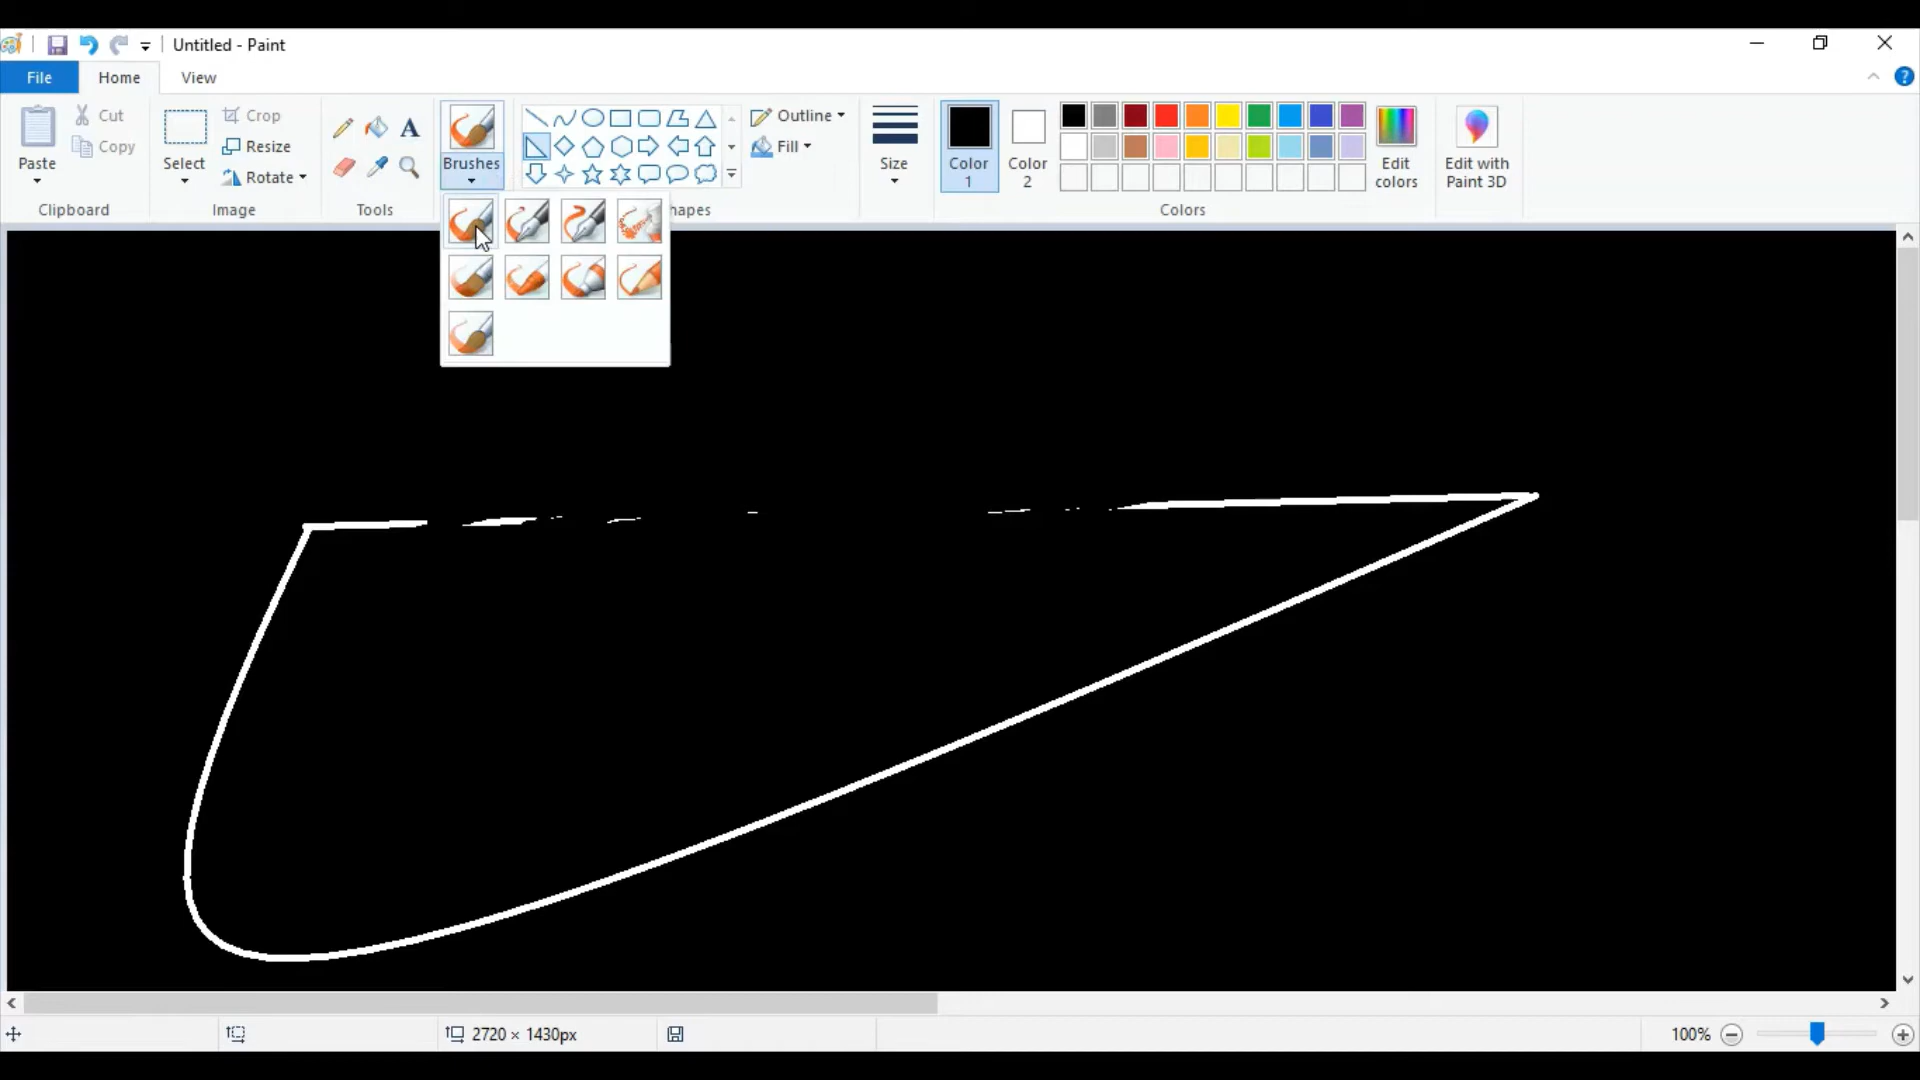 Untitled - Paint
File
Home
View
Paste
Cut
Copy
Clipboard
Select
Crop
Resize
Rotate
Image
A
Tools
Brushes
hapes
Outline
Fill
Size
Color
1
Color
2
Colors
Edit
colors
Edit with
Paint 3D
?
2720 × 1430px
100%